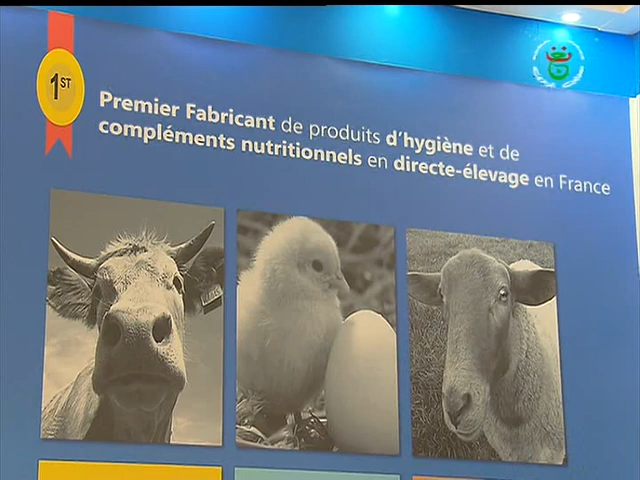 1ST
Premier Fabricant de produits d'hygiène et de
compléments nutritionnels en directe-élevage en France